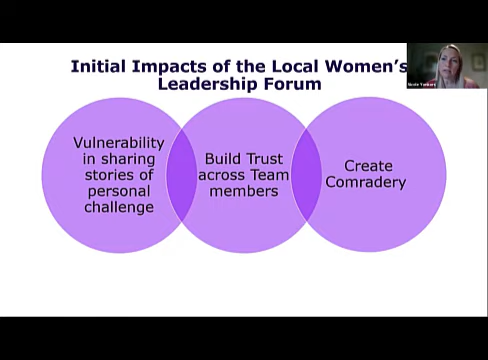 Initial Impacts of the Local Women's
Leadership Forum
Vulnerability
in sharing
stories of
personal
challenge
Build Trust
across Team
members
Create
Comradery